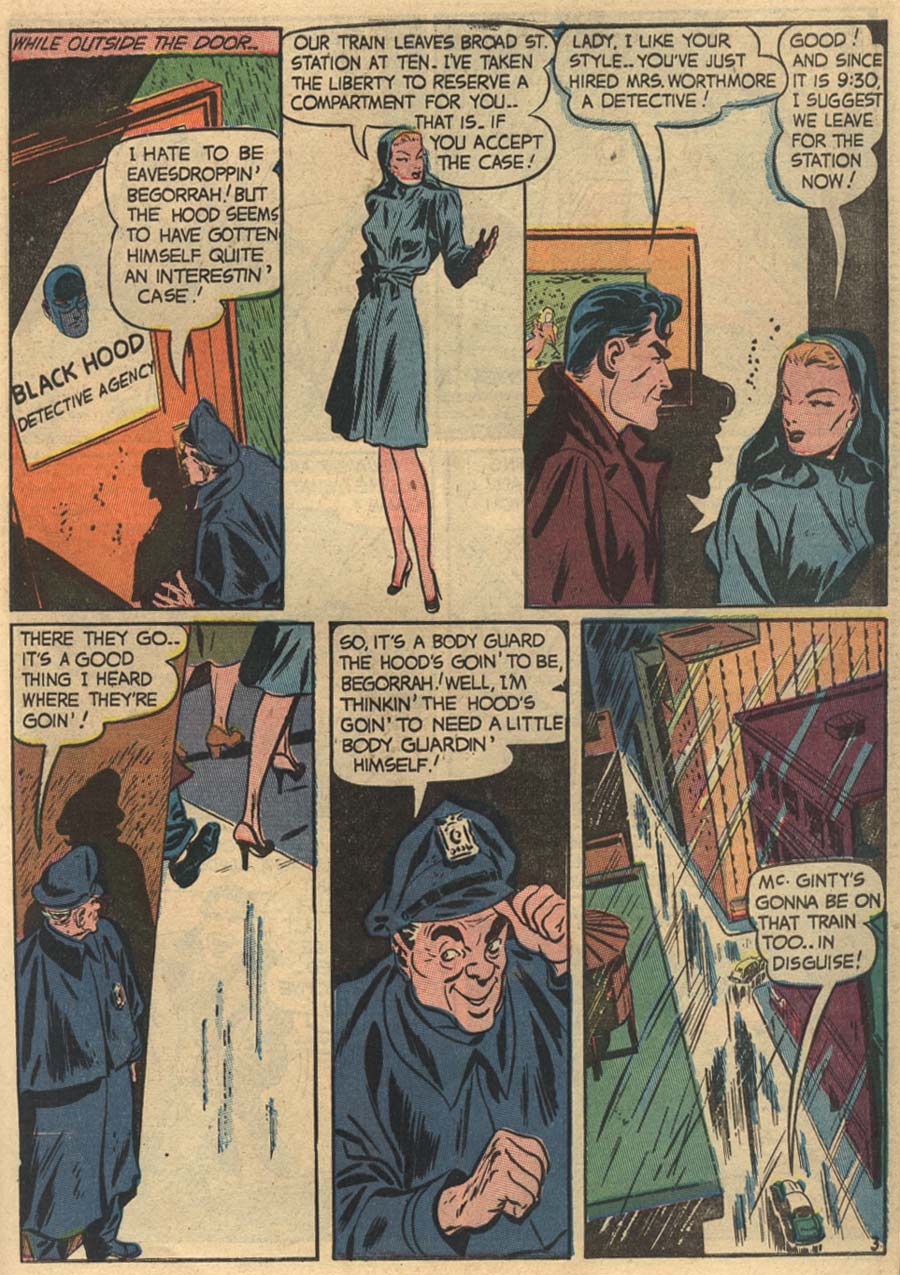 WHILE OUTSIDE THE DOOR..
I HATE TO BE
EAVESDROPPIN'
BEGORRAH! BUT
THE HOOD SEEMS
TO HAVE GOTTEN
HIMSELF QUITE
AN INTERESTIN'
CASE!
BLACK HOOD
DETECTIVE AGENCY
OUR TRAIN LEAVES BROAD ST.
STATION AT TEN. I'VE TAKEN
THE LIBERTY TO RESERVE A
COMPARTMENT FOR YOU..
THAT IS.. IF
YOU ACCEPT
THE CASE!
LADY, I LIKE YOUR
STYLE.. YOU'VE JUST
HIRED MRS. WORTHMORE
A DETECTIVE!
GOOD!
AND SINCE
IT IS 9:30,
I SUGGEST
WE LEAVE
FOR THE
STATION
NOW!
THERE THEY GO..
IT'S A GOOD
THING I HEARD
WHERE THEY'RE
GOIN'!
SO, IT'S A BODY GUARD
THE HOOD'S GOIN' TO BE,
BEGORRAH! WELL, I'M
THINKIN' THE HOOD'S
GOIN' TO NEED A LITTLE
BODY GUARDIN'
HIMSELF!
MC. GINTY'S
GONNA BE ON
THAT TRAIN
TOO.. IN
DISGUISE!
3